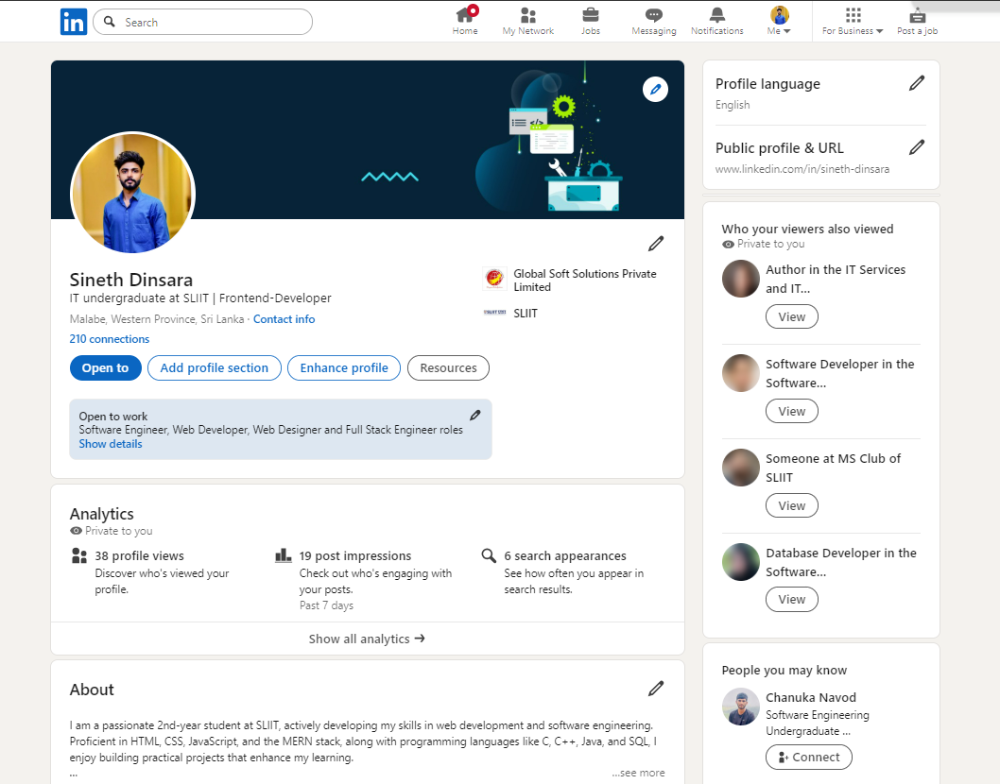 in
Search
Home
My Network
Jobs
Messaging
Notifications
Me
For Business
Post a job
Sineth Dinsara
IT undergraduate at SLIIT | Frontend-Developer
Malabe, Western Province, Sri Lanka · Contact info
210 connections
Open to
Add profile section
Enhance profile
Resources
Global Soft Solutions Private
Limited
SLIIT
Open to work
Software Engineer, Web Developer, Web Designer and Full Stack Engineer roles
Show details
Analytics
Private to you
38 profile views
Discover who's viewed your
profile.
19 post impressions
Check out who's engaging with
your posts.
Past 7 days
6 search appearances
See how often you appear in
search results.
Show all analytics →
About
I am a passionate 2nd-year student at SLIIT, actively developing my skills in web development and software engineering.
Proficient in HTML, CSS, JavaScript, and the MERN stack, along with programming languages like C, C++, Java, and SQL, I
enjoy building practical projects that enhance my learning.
...
...see more
Profile language
English
Public profile & URL
www.linkedin.com/in/sineth-dinsara
Who your viewers also viewed
Private to you
Author in the IT Services
and IT...
View
Software Developer in the
Software...
View
Someone at MS Club of
SLIIT
View
Database Developer in the
Software...
View
People you may know
Chanuka Navod
Software Engineering
Undergraduate ...
Connect